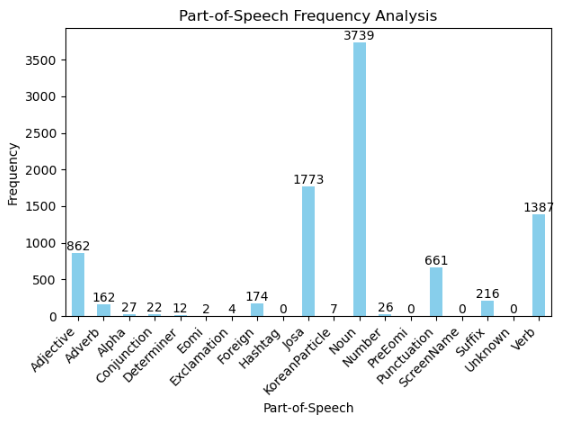 Part-of-Speech Frequency Analysis
3739
3500
3000
2500
2000
1773
1500
1387
1000
862
661
500
162
27
22
12
2
4
174
0
7
26
0
0
216
0
0
Frequency
Adjective
Adverb
Alpha
Conjunction
Determiner
Eomi
Exclamation
Foreign
Hashtag
Josa
KoreanParticle
Noun
Number
PreEomi
Punctuation
ScreenName
Suffix
Unknown
Verb
Part-of-Speech